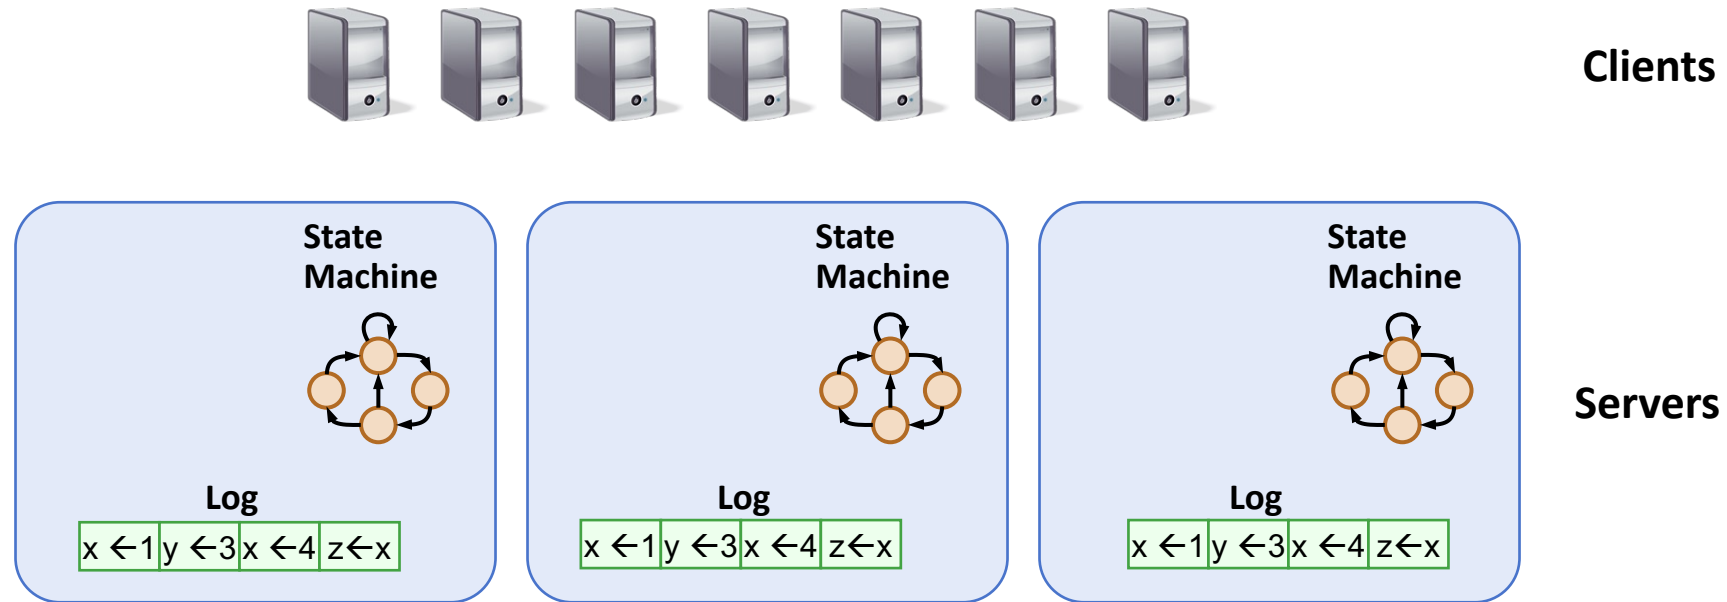 Clients
State
Machine
State
Machine
State
Machine
Servers
Log
Log
Log
x ←1 y ←3 x ←4 z←x
x ←1 y ←3 x ←4 z←x
x ←1 y ←3 x ←4 z←x